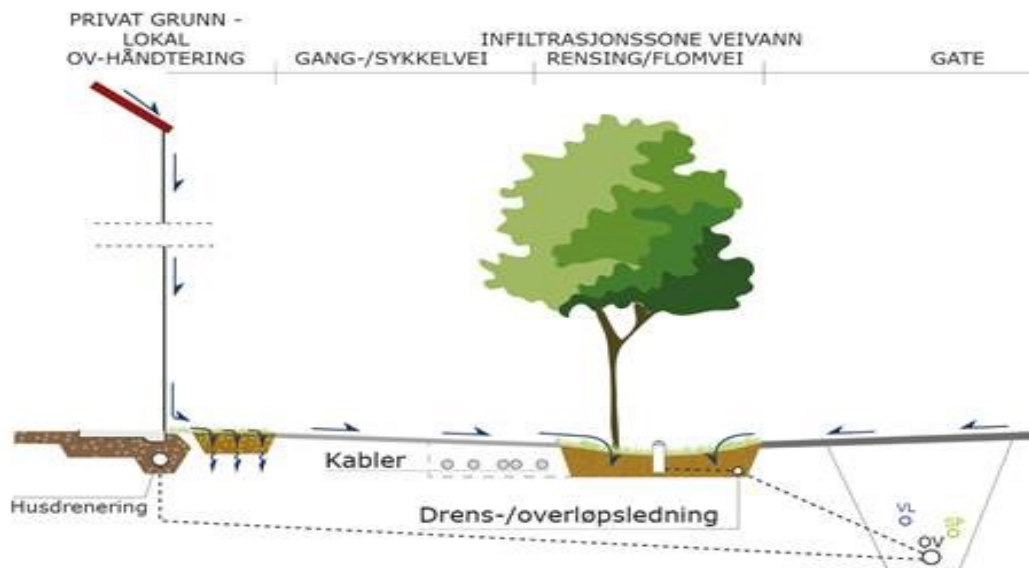 PRIVAT GRUNN -
LOKAL
OV-HÅNDTERING
GANG-/SYKKELVEI
INFILTRASJONSSONE VEIVANN
RENSING/FLOMVEI
GATE
Kabler
Husdrenering
Drens-/overløpsledning
VL
OV